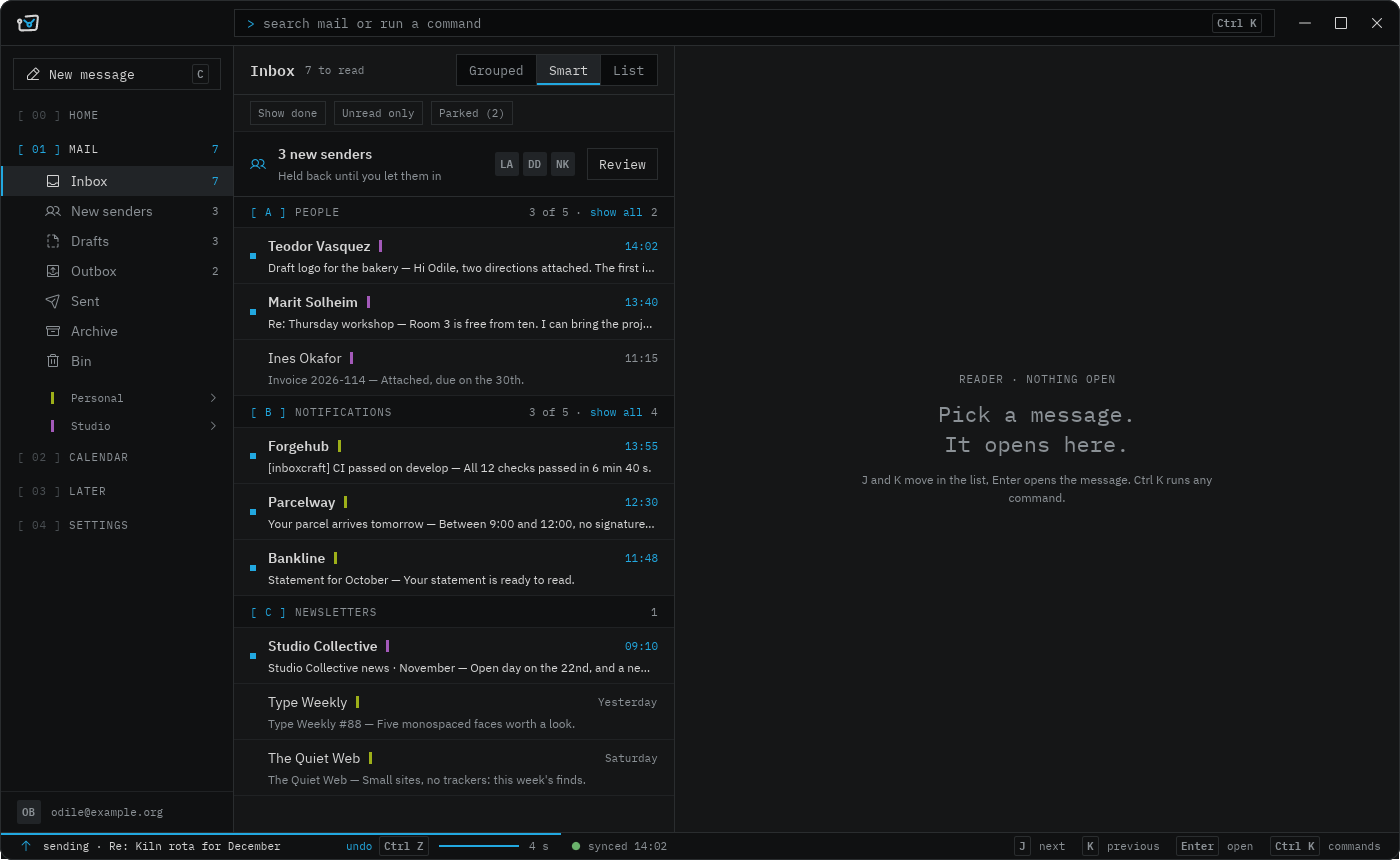 > search mail or run a command Ctrl K
New message C
[ 00 ] HOME
[ 01 ] MAIL 7
Inbox 7
New senders 3
Drafts 3
Outbox 2
Sent
Archive
Bin
Personal
Studio
[ 02 ] CALENDAR
[ 03 ] LATER
[ 04 ] SETTINGS
OB odile@example.org
Inbox 7 to read Grouped Smart List
Show done Unread only Parked (2)
3 new senders
Held back until you let them in
LA DD NK Review
[ A ] PEOPLE 3 of 5 · show all 2
Teodor Vasquez 14:02
Draft logo for the bakery — Hi Odile, two directions attached. The first i…
Marit Solheim 13:40
Re: Thursday workshop — Room 3 is free from ten. I can bring the proj…
Ines Okafor 11:15
Invoice 2026-114 — Attached, due on the 30th.
[ B ] NOTIFICATIONS 3 of 5 · show all 4
Forgehub 13:55
[inboxcraft] CI passed on develop — All 12 checks passed in 6 min 40 s.
Parcelway 12:30
Your parcel arrives tomorrow — Between 9:00 and 12:00, no signature…
Bankline 11:48
Statement for October — Your statement is ready to read.
[ C ] NEWSLETTERS 1
Studio Collective 09:10
Studio Collective news · November — Open day on the 22nd, and a ne…
Type Weekly Yesterday
Type Weekly #88 — Five monospaced faces worth a look.
The Quiet Web Saturday
The Quiet Web — Small sites, no trackers: this week's finds.
READER · NOTHING OPEN
Pick a message.
It opens here.
J and K move in the list, Enter opens the message. Ctrl K runs any
command.
sending · Re: Kiln rota for December undo Ctrl Z 4 s synced 14:02 J next K previous Enter open Ctrl K commands